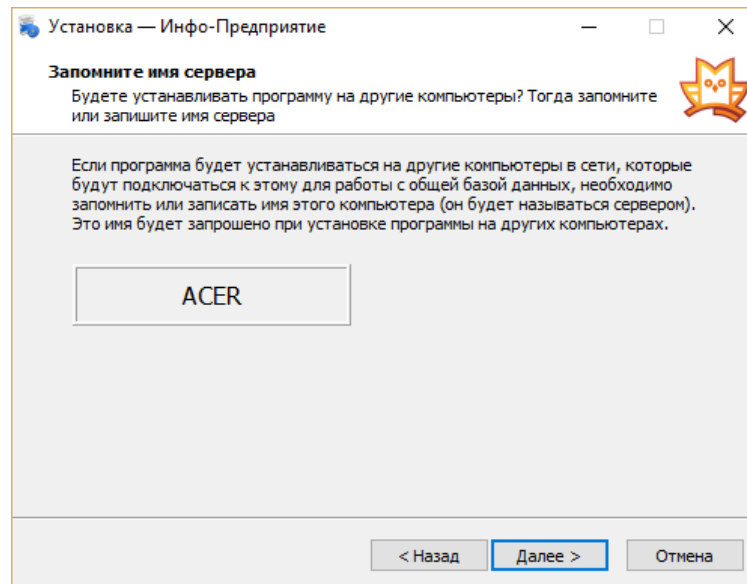 Установка — Инфо-Предприятие
Запомните имя сервера
Будете устанавливать программу на другие компьютеры? Тогда запомните
или запишите имя сервера
Если программа будет устанавливаться на другие компьютеры в сети, которые
будут подключаться к этому для работы с общей базой данных, необходимо
запомнить или записать имя этого компьютера (он будет называться сервером).
Это имя будет запрошено при установке программы на других компьютерах.
ACER
< Назад
Далее >
Отмена